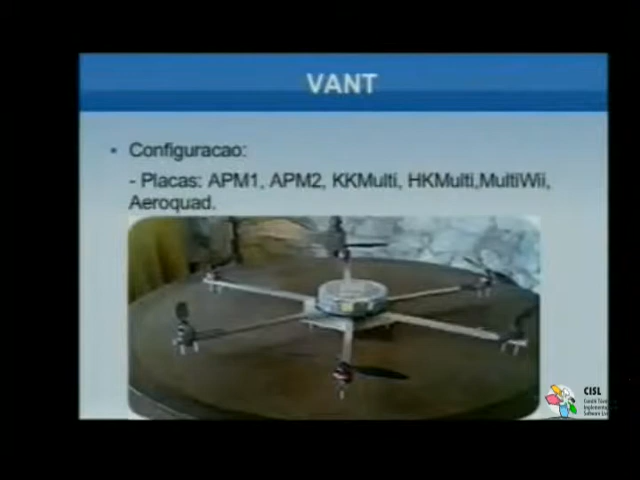 VANT
• Configuracao:
- Placas: APM1, APM2, KKMulti, HKMulti,MultiWii,
Aeroquad.
CISL